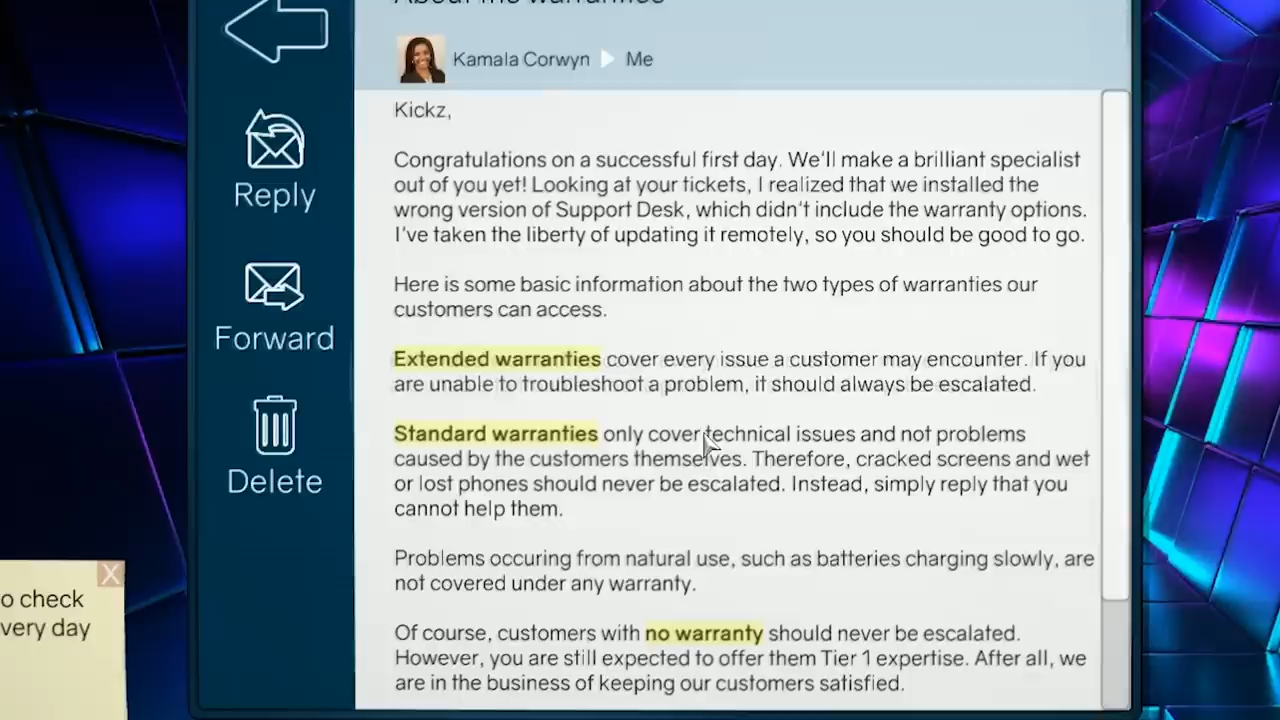 About the warranties
Kamala Corwyn Me
Reply
Forward
Delete
Kickz,
Congratulations on a successful first day. We'll make a brilliant specialist
out of you yet! Looking at your tickets, I realized that we installed the
wrong version of Support Desk, which didn't include the warranty options.
I've taken the liberty of updating it remotely, so you should be good to go.
Here is some basic information about the two types of warranties our
customers can access.
Extended warranties cover every issue a customer may encounter. If you
are unable to troubleshoot a problem, it should always be escalated.
Standard warranties only cover technical issues and not problems
caused by the customers themselves. Therefore, cracked screens and wet
or lost phones should never be escalated. Instead, simply reply that you
cannot help them.
Problems occuring from natural use, such as batteries charging slowly, are
not covered under any warranty.
Of course, customers with no warranty should never be escalated.
However, you are still expected to offer them Tier 1 expertise. After all, we
are in the business of keeping our customers satisfied.
X
o check
very day